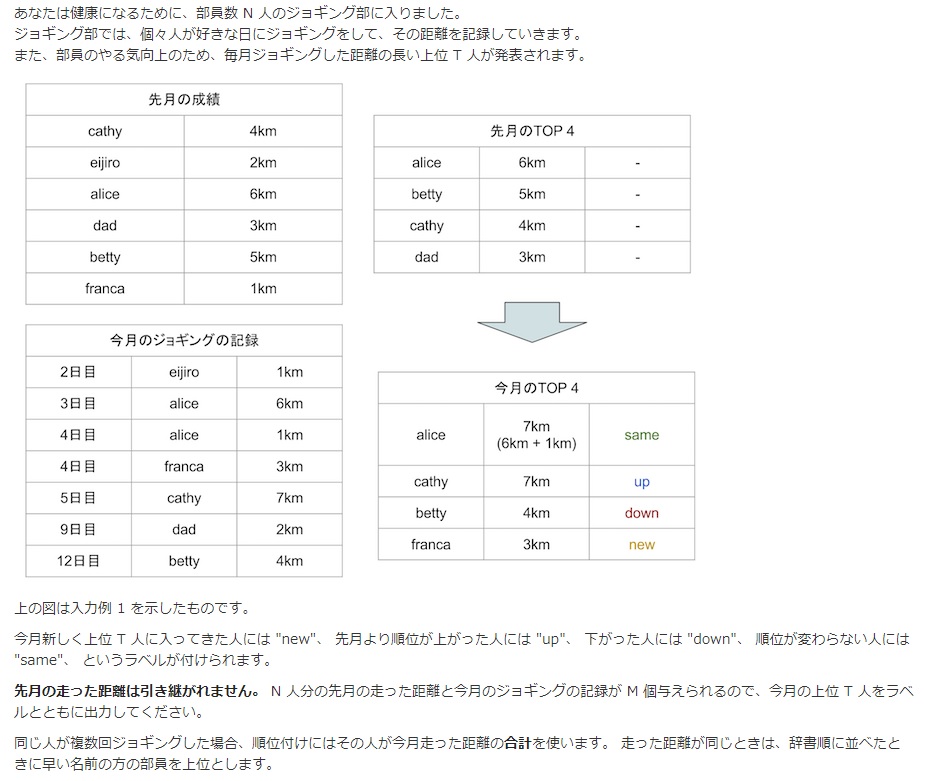 あなたは健康になるために、部員数 N 人のジョギング部に入りました。
ジョギング部では、個々人が好きな日にジョギングをして、その距離を記録していきます。
また、部員のやる気向上のため、毎月ジョギングした距離の長い上位 T 人が発表されます。
先月の成績
cathy 4km
eijiro 2km
alice 6km
dad 3km
betty 5km
franca 1km
先月のTOP 4
alice 6km -
betty 5km -
cathy 4km -
dad 3km -
今月のジョギングの記録
2日目 eijiro 1km
3日目 alice 6km
4日目 alice 1km
4日目 franca 3km
5日目 cathy 7km
9日目 dad 2km
12日目 betty 4km
今月のTOP 4
alice 7km (6km + 1km) same
cathy 7km up
betty 4km down
franca 3km new
上の図は入力例 1 を示したものです。
今月新しく上位 T 人に入ってきた人には "new"、 先月より順位が上がった人には "up"、 下がった人には "down"、 順位が変わらない人には
"same"、 というラベルが付けられます。
先月の走った距離は引き継がれません。 N 人分の先月の走った距離と今月のジョギングの記録が M 個与えられるので、今月の上位 T 人をラベ
ルとともに出力してください。
同じ人が複数回ジョギングした場合、順位付けにはその人が今月走った距離の合計を使います。 走った距離が同じときは、辞書順に並べたと
きに早い名前の方の部員を上位とします。